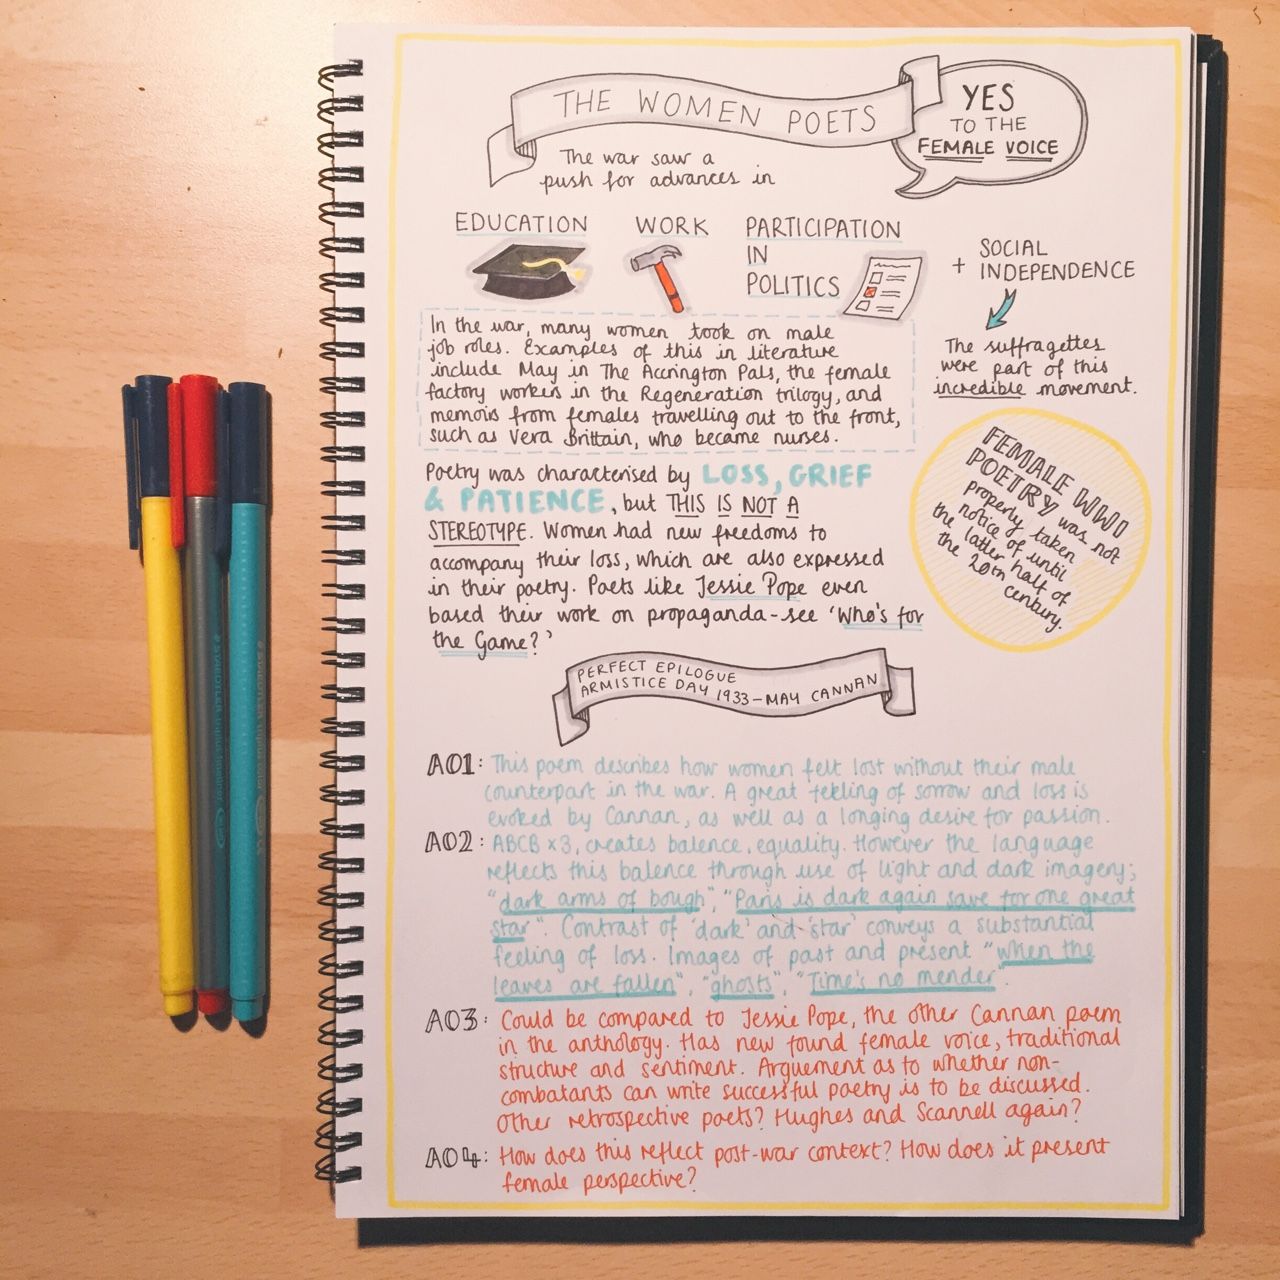 THE WOMEN POETS
YES
TO THE
FEMALE VOICE
The war saw a
push for advances in
EDUCATION
WORK
PARTICIPATION
IN
POLITICS
+ SOCIAL
INDEPENDENCE
The suffragettes
were part of this
incredible movement.
In the war, many women took on male
job roles. Examples of this in literature
include May in The Accrington Pals, the female
factory workers in the Regeneration trilogy, and
memoirs from females travelling out to the front,
such as Vera Brittain, who became nurses.
FEMALE WWI
POETRY was not
properly taken
notice of until
the latter half of
the 20th century.
Poetry was characterised by LOSS, GRIEF
& PATIENCE, but THIS IS NOT A
STEREOTYPE. Women had new freedoms to
accompany their loss, which are also expressed
in their poetry. Poets like Jessie Pope even
based their work on propaganda - see 'Who's for
the Game?'
PERFECT EPILOGUE
ARMISTICE DAY 1933 - MAY CANNAN
AO1: This poem describes how women felt lost without their male
counterpart in the war. A great feeling of sorrow and loss is
evoked by Cannan, as well as a longing desire for passion.
AO2: ABCB x3, creates balence, equality. However the language
reflects this balence through use of light and dark imagery;
"dark arms of bough", "Paris is dark again save for one great
star". Contrast of 'dark' and 'star' conveys a substantial
feeling of loss. Images of past and present "when the
leaves are fallen", "ghosts", "Time's no mender".
AO3: Could be compared to Jessie Pope, the other Cannan poem
in the anthology. Has new found female voice, traditional
structure and sentiment. Arguement as to whether non-
combatants can write successful poetry is to be discussed.
Other retrospective poets? Hughes and Scannell again?
AO4: How does this reflect post-war context? How does it present
female perspective?
STAEDTLER
STAEDTLER